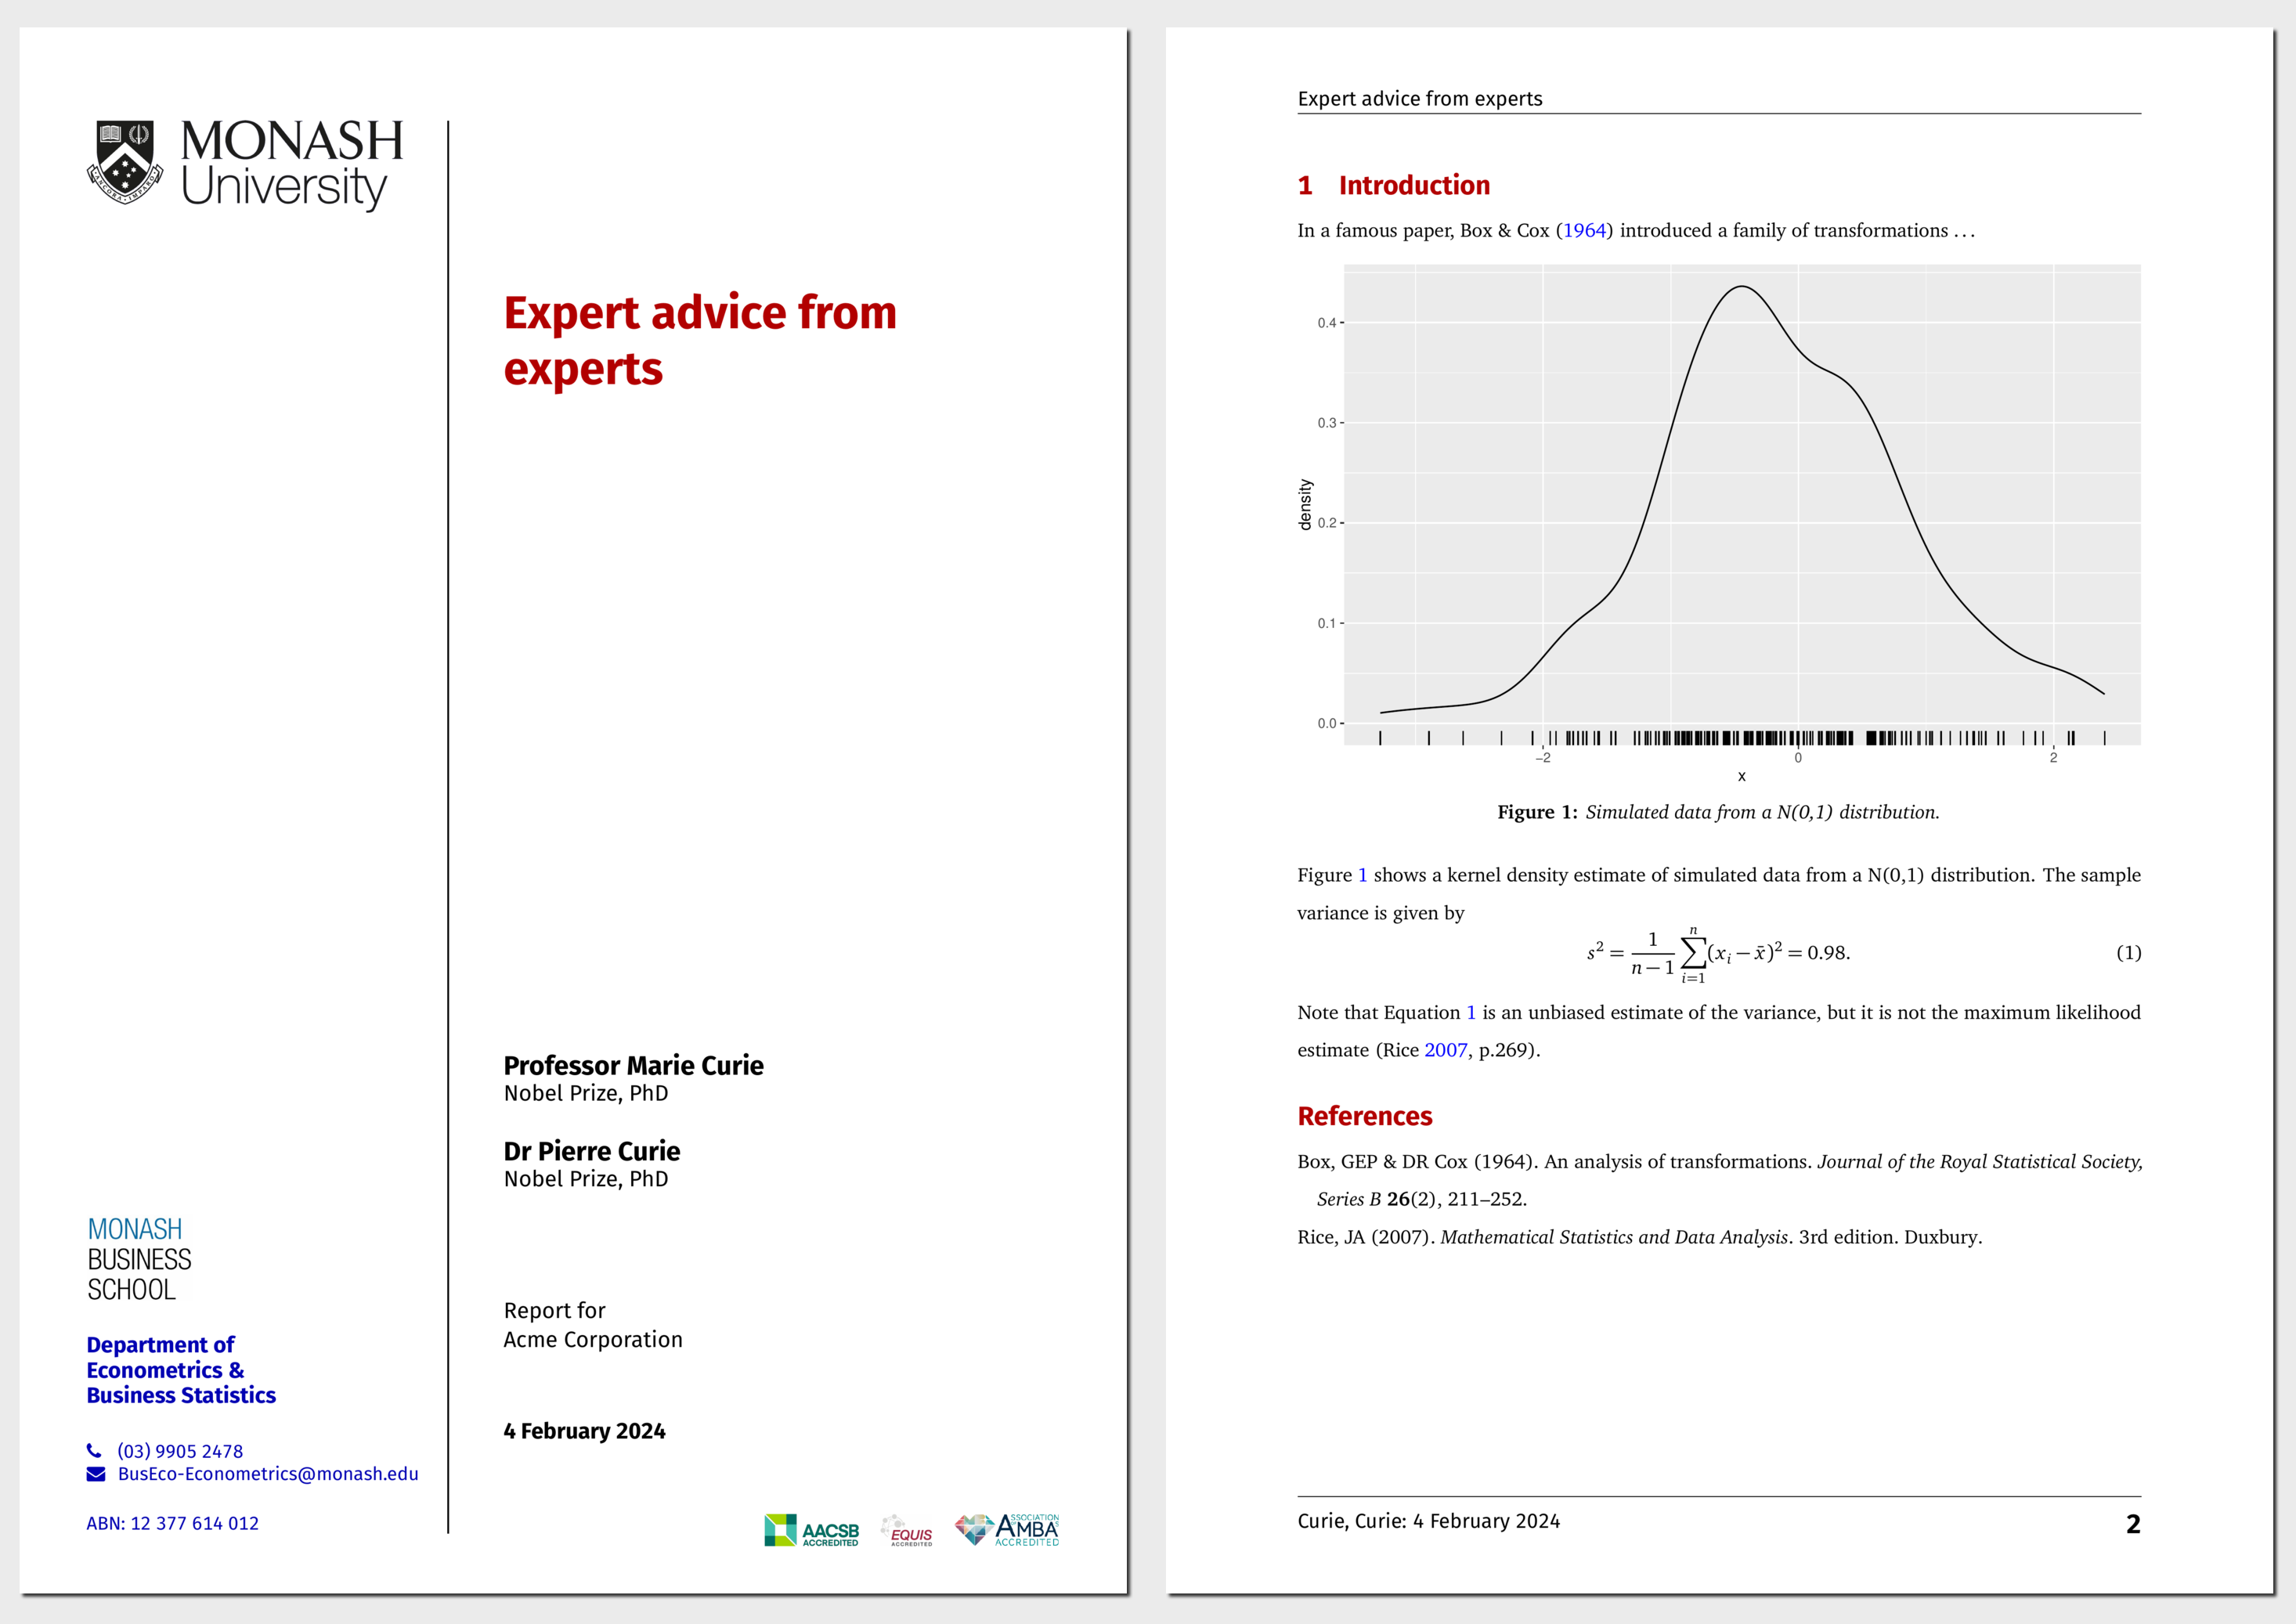 MONASH
University
Expert advice from
experts
Professor Marie Curie
Nobel Prize, PhD
Dr Pierre Curie
Nobel Prize, PhD
MONASH
BUSINESS
SCHOOL
Report for
Acme Corporation
Department of
Econometrics &
Business Statistics
4 February 2024
(03) 9905 2478
BusEco-Econometrics@monash.edu
ABN: 12 377 614 012
AACSB
ACCREDITED
EQUIS
ACCREDITED
ASSOCIATION
AMBA
ACCREDITED
Expert advice from experts
1 Introduction
In a famous paper, Box & Cox (1964) introduced a family of transformations ...
density
0.4
0.3
0.2
0.1
0.0
−2 0 2
x
Figure 1: Simulated data from a N(0,1) distribution.
Figure 1 shows a kernel density estimate of simulated data from a N(0,1) distribution. The sample
variance is given by
s² = 1/(n−1) ∑_{i=1}^{n} (x_i − x̄)² = 0.98. (1)
Note that Equation 1 is an unbiased estimate of the variance, but it is not the maximum likelihood
estimate (Rice 2007, p.269).
References
Box, GEP & DR Cox (1964). An analysis of transformations. Journal of the Royal Statistical Society,
Series B 26(2), 211–252.
Rice, JA (2007). Mathematical Statistics and Data Analysis. 3rd edition. Duxbury.
Curie, Curie: 4 February 2024 2